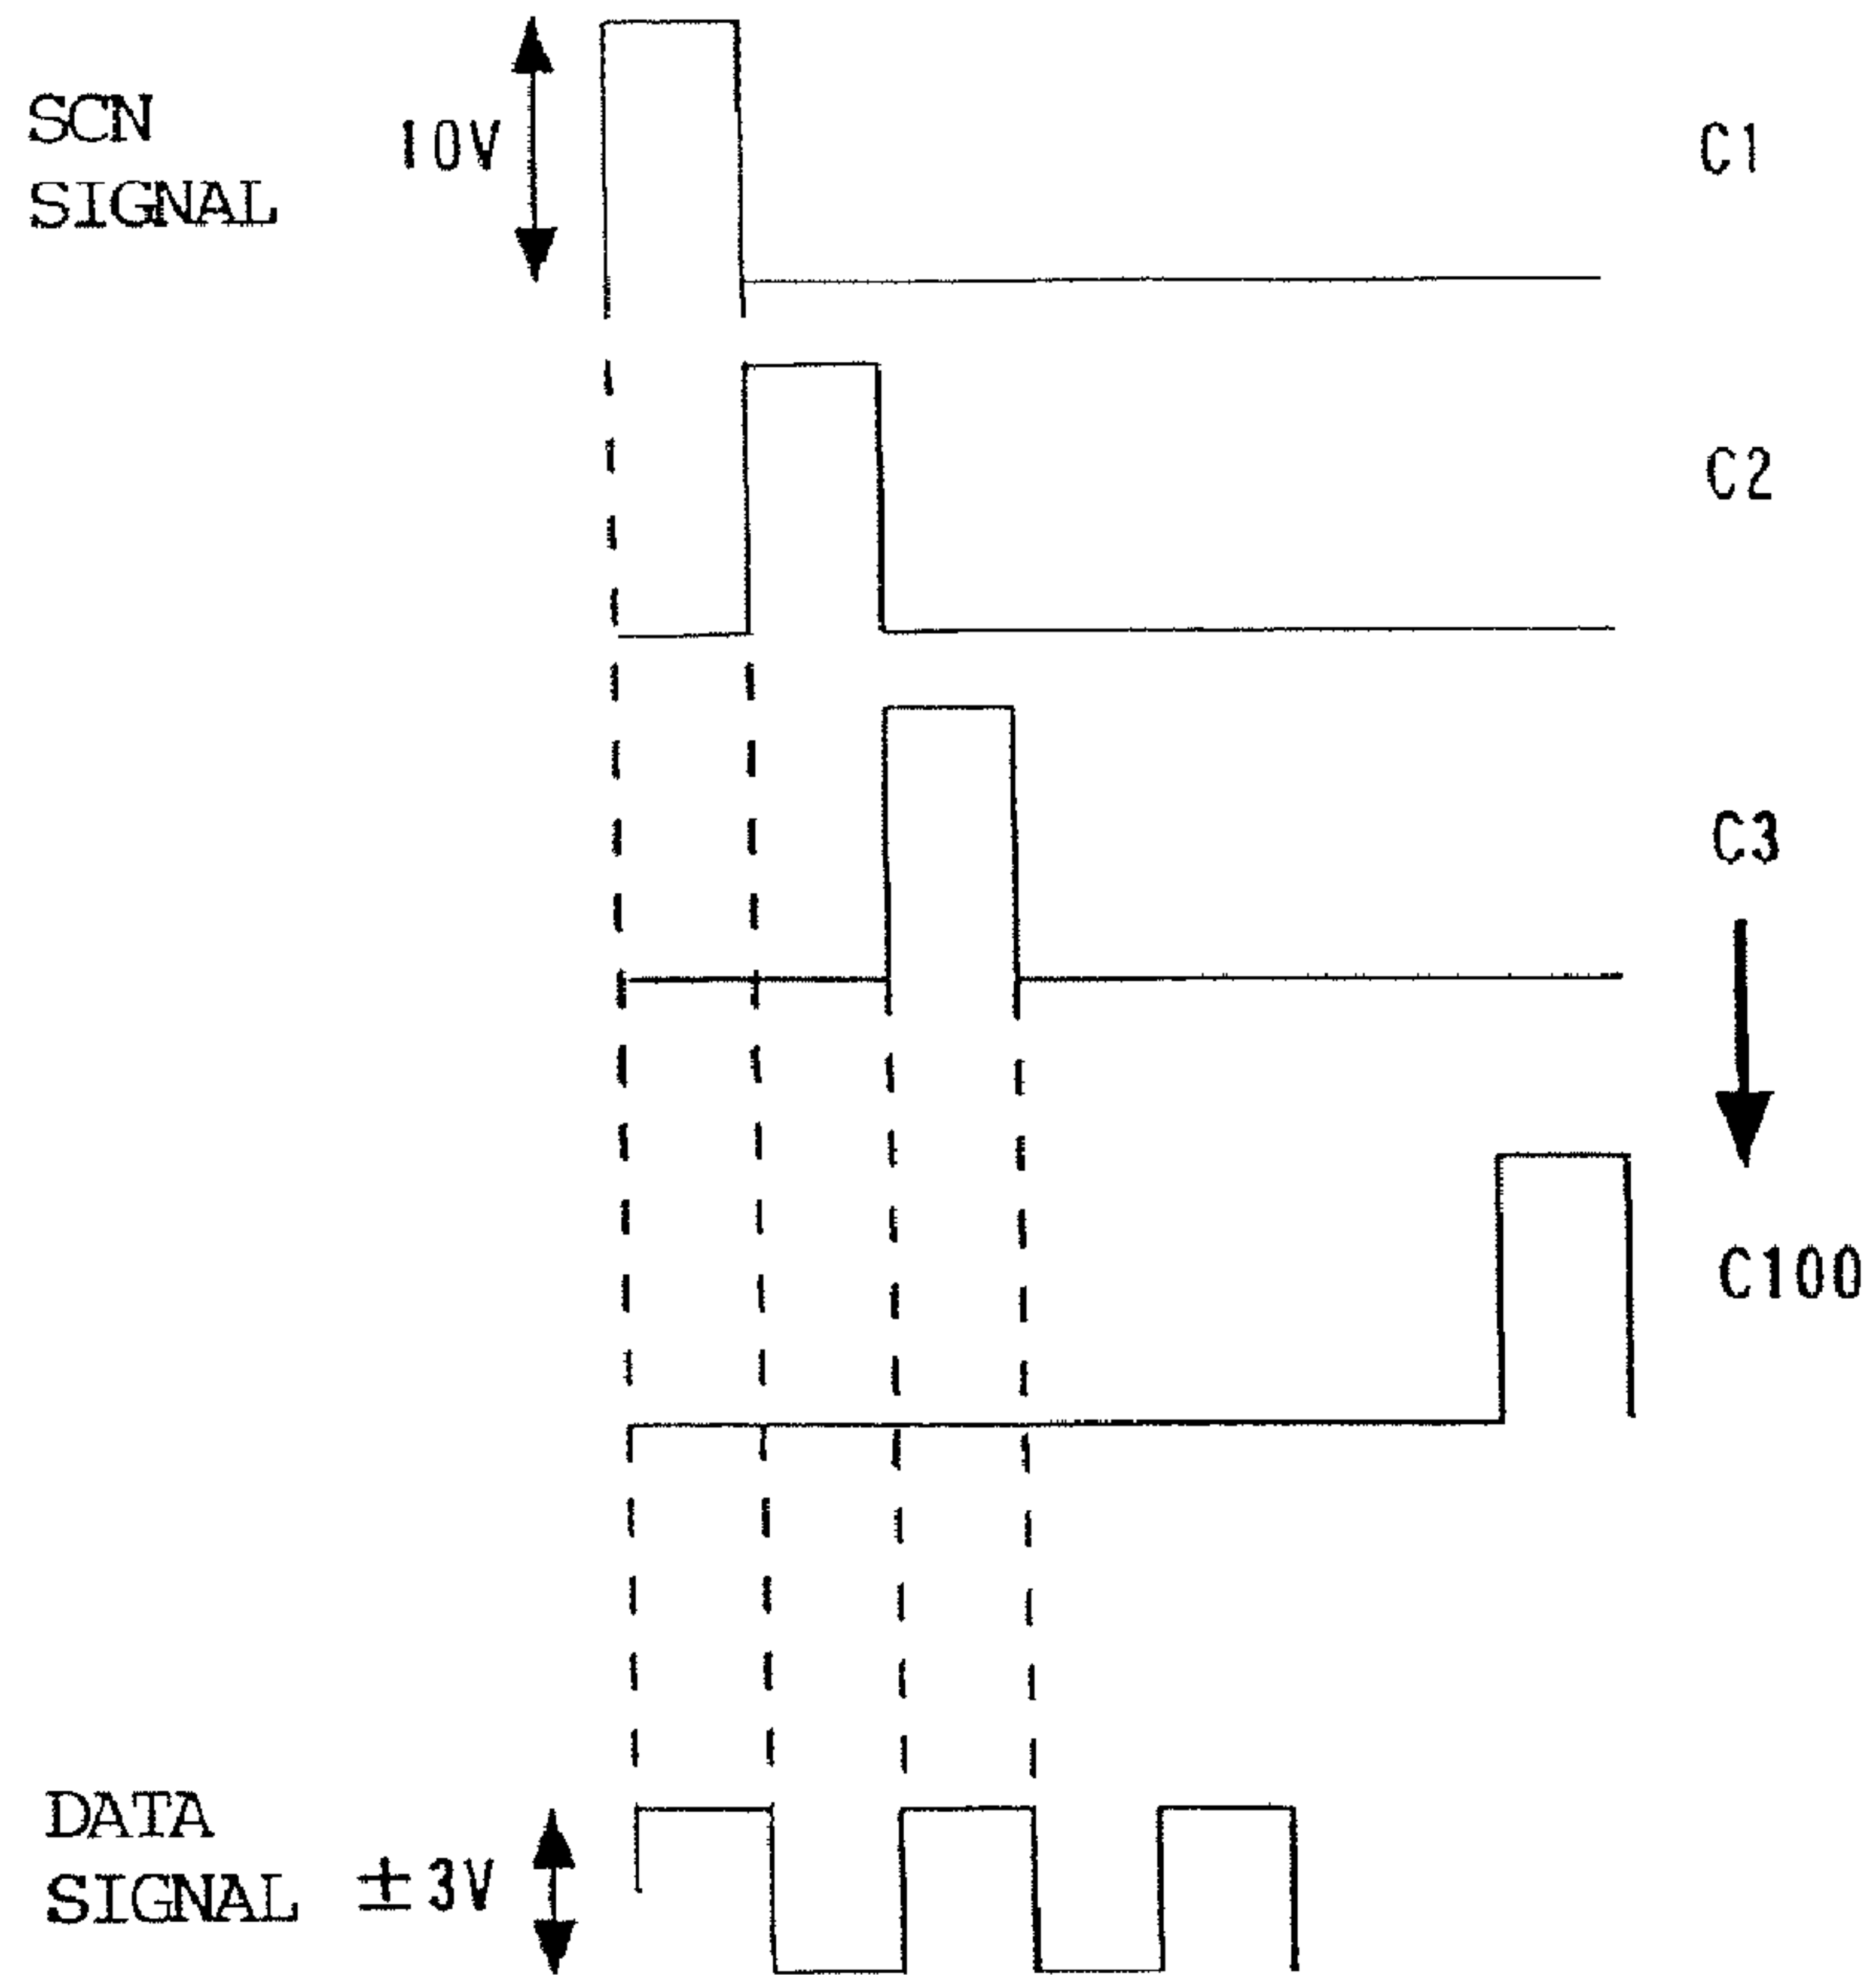 SCN
SIGNAL
10V
C1
C2
C3
C100
DATA
SIGNAL
±3V